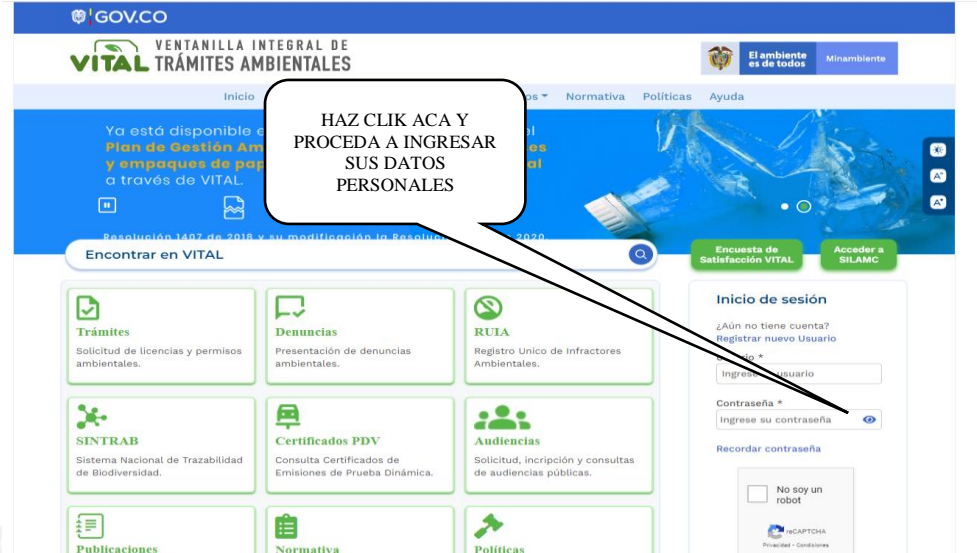 GOV.CO
VENTANILLA INTEGRAL DE
VITAL TRÁMITES AMBIENTALES
El ambiente
es de todos
Minambiente
Inicio
os
Normativa
Políticas
Ayuda
HAZ CLIK ACA Y
PROCEDA A INGRESAR
SUS DATOS
PERSONALES
Ya está disponible
Plan de Gestión
y empaques de
a través de VITAL.
Resolución 1407 de 2018 y su modificación la 2020.
Encontrar en VITAL
Encuesta de
Satisfacción VITAL
Acceder a
SILAMC
Trámites
Solicitud de licencias y permisos
ambientales.
Denuncias
Presentación de denuncias
ambientales.
RUIA
Registro Unico de Infractores
Ambientales.
SINTRAB
Sistema Nacional de Trazabilidad
de Biodiversidad.
Certificados PDV
Consulta Certificados de
Emisiones de Prueba Dinámica.
Audiencias
Solicitud, incripción y consultas
de audiencias públicas.
Publicaciones
Normativa
Políticas
Inicio de sesión
¿Aún no tiene cuenta?
Registrar nuevo Usuario
*
Ingrese usuario
Contraseña *
Ingrese su contraseña
Recordar contraseña
No soy un
robot
reCAPTCHA
Privacidad - Condiciones
A-
A+